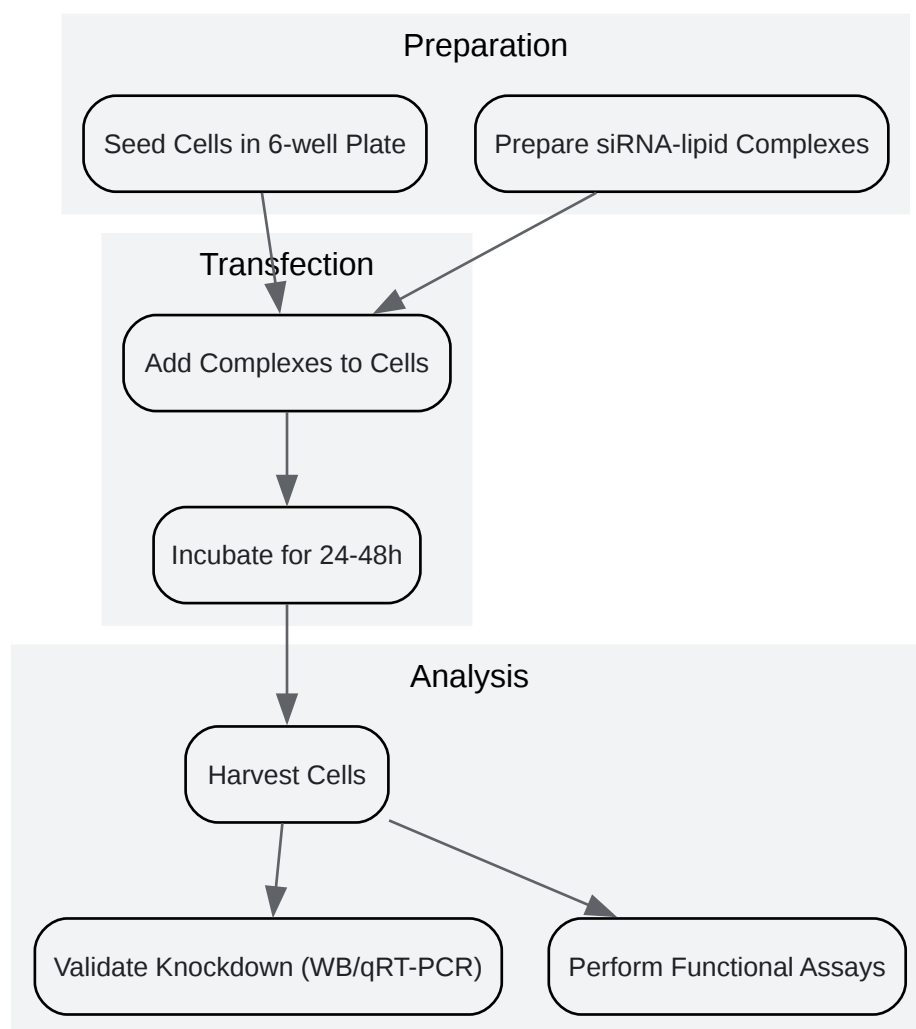 Preparation
Seed Cells in 6-well Plate
Prepare siRNA-lipid Complexes
Transfection
Add Complexes to Cells
Incubate for 24-48h
Analysis
Harvest Cells
Validate Knockdown (WB/qRT-PCR)
Perform Functional Assays